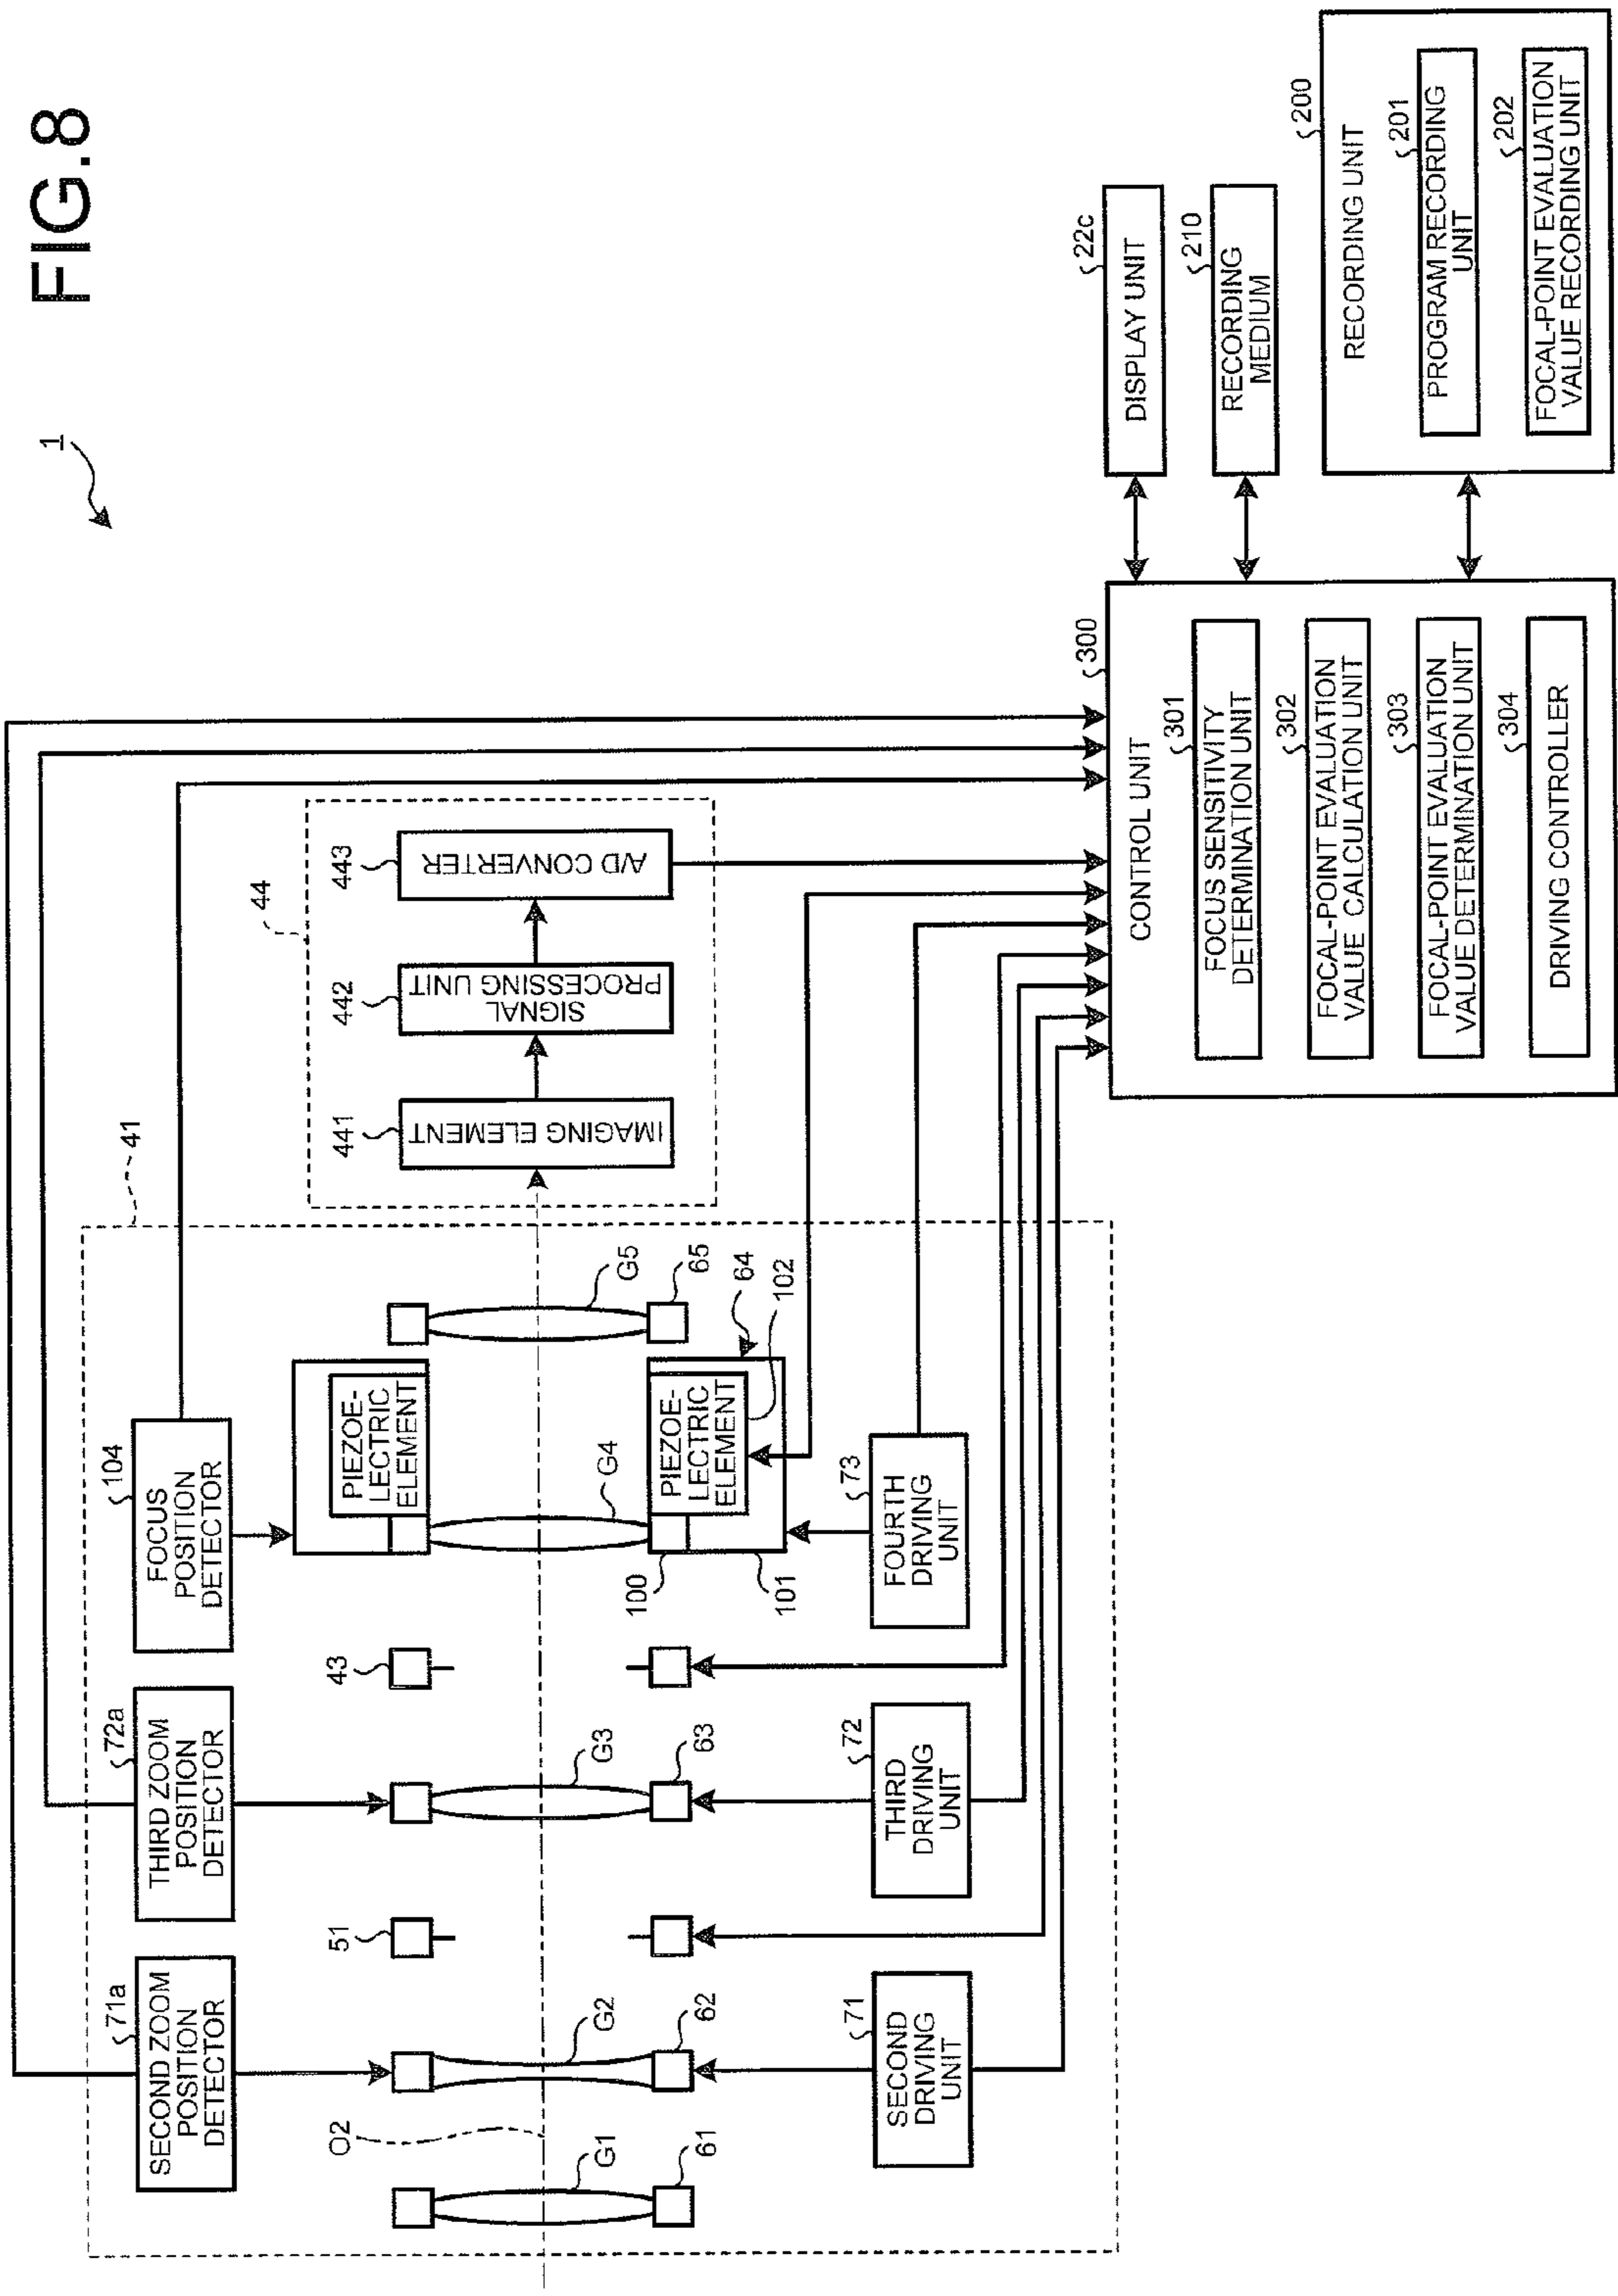 FIG.8
1
41
SECOND ZOOM
POSITION
DETECTOR
71a
THIRD ZOOM
POSITION
DETECTOR
72a
FOCUS
POSITION
DETECTOR
104
O2
G1
61
G2
62
51
G3
63
43
PIEZOE-
LECTRIC
ELEMENT
G4
100
101
PIEZOE-
LECTRIC
ELEMENT
102
64
G5
65
SECOND
DRIVING
UNIT
71
THIRD
DRIVING
UNIT
72
FOURTH
DRIVING
UNIT
73
44
IMAGING ELEMENT
441
SIGNAL
PROCESSING UNIT
442
A/D CONVERTER
443
CONTROL UNIT
300
FOCUS SENSITIVITY
DETERMINATION UNIT
301
FOCAL-POINT EVALUATION
VALUE CALCULATION UNIT
302
FOCAL-POINT EVALUATION
VALUE DETERMINATION UNIT
303
DRIVING CONTROLLER
304
DISPLAY UNIT
22c
RECORDING
MEDIUM
210
RECORDING UNIT
200
PROGRAM RECORDING
UNIT
201
FOCAL-POINT EVALUATION
VALUE RECORDING UNIT
202